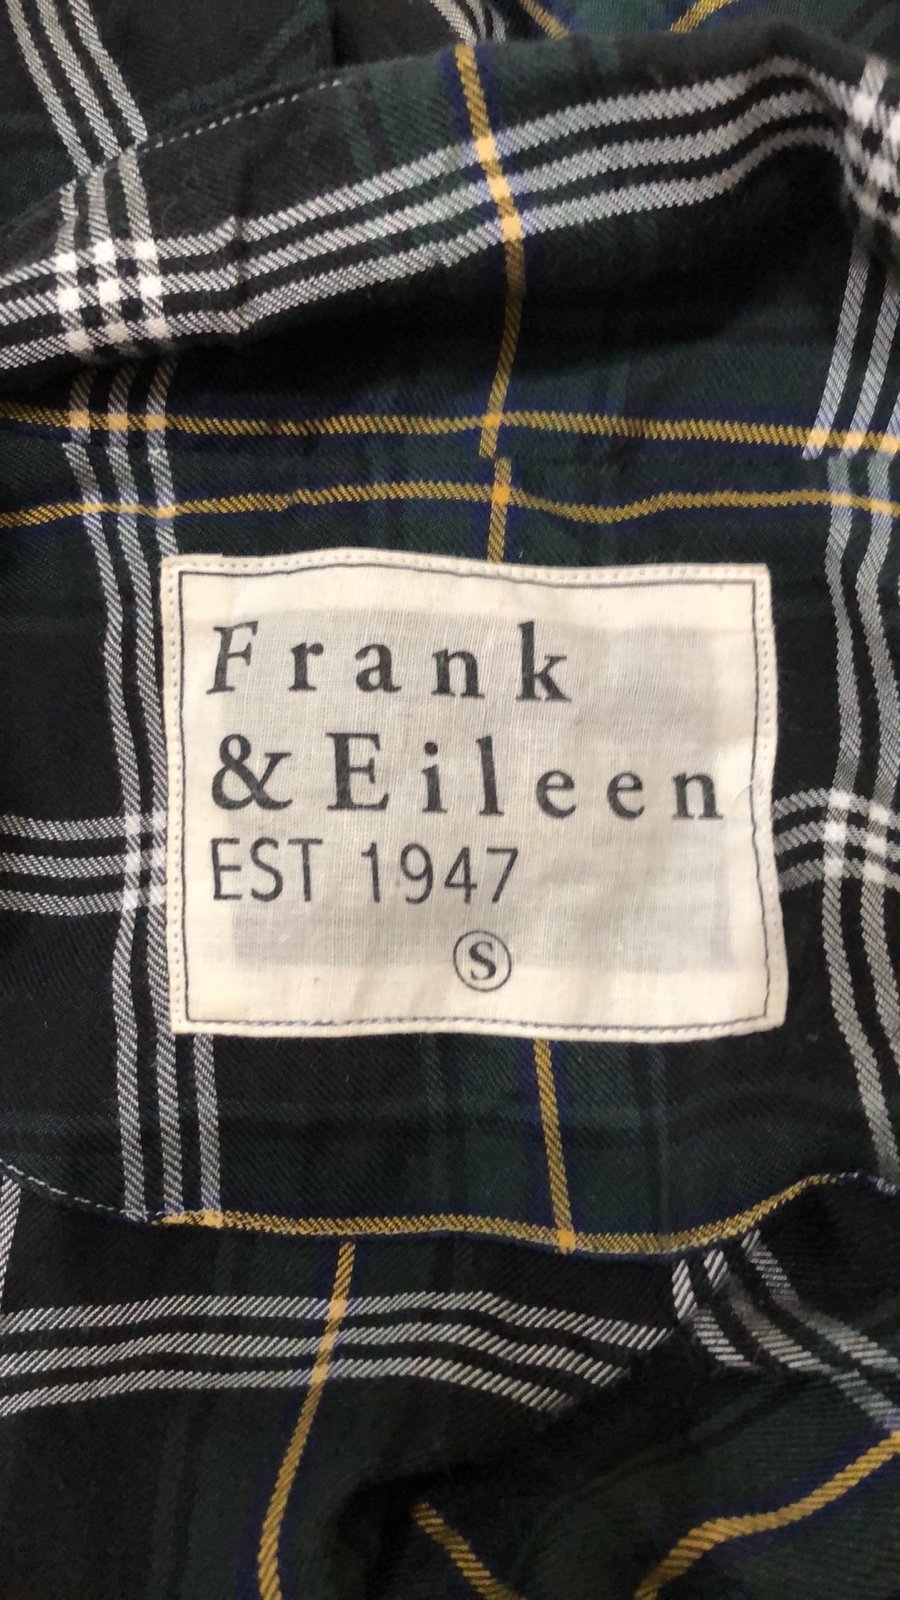 Frank
& Eileen
EST 1947
S